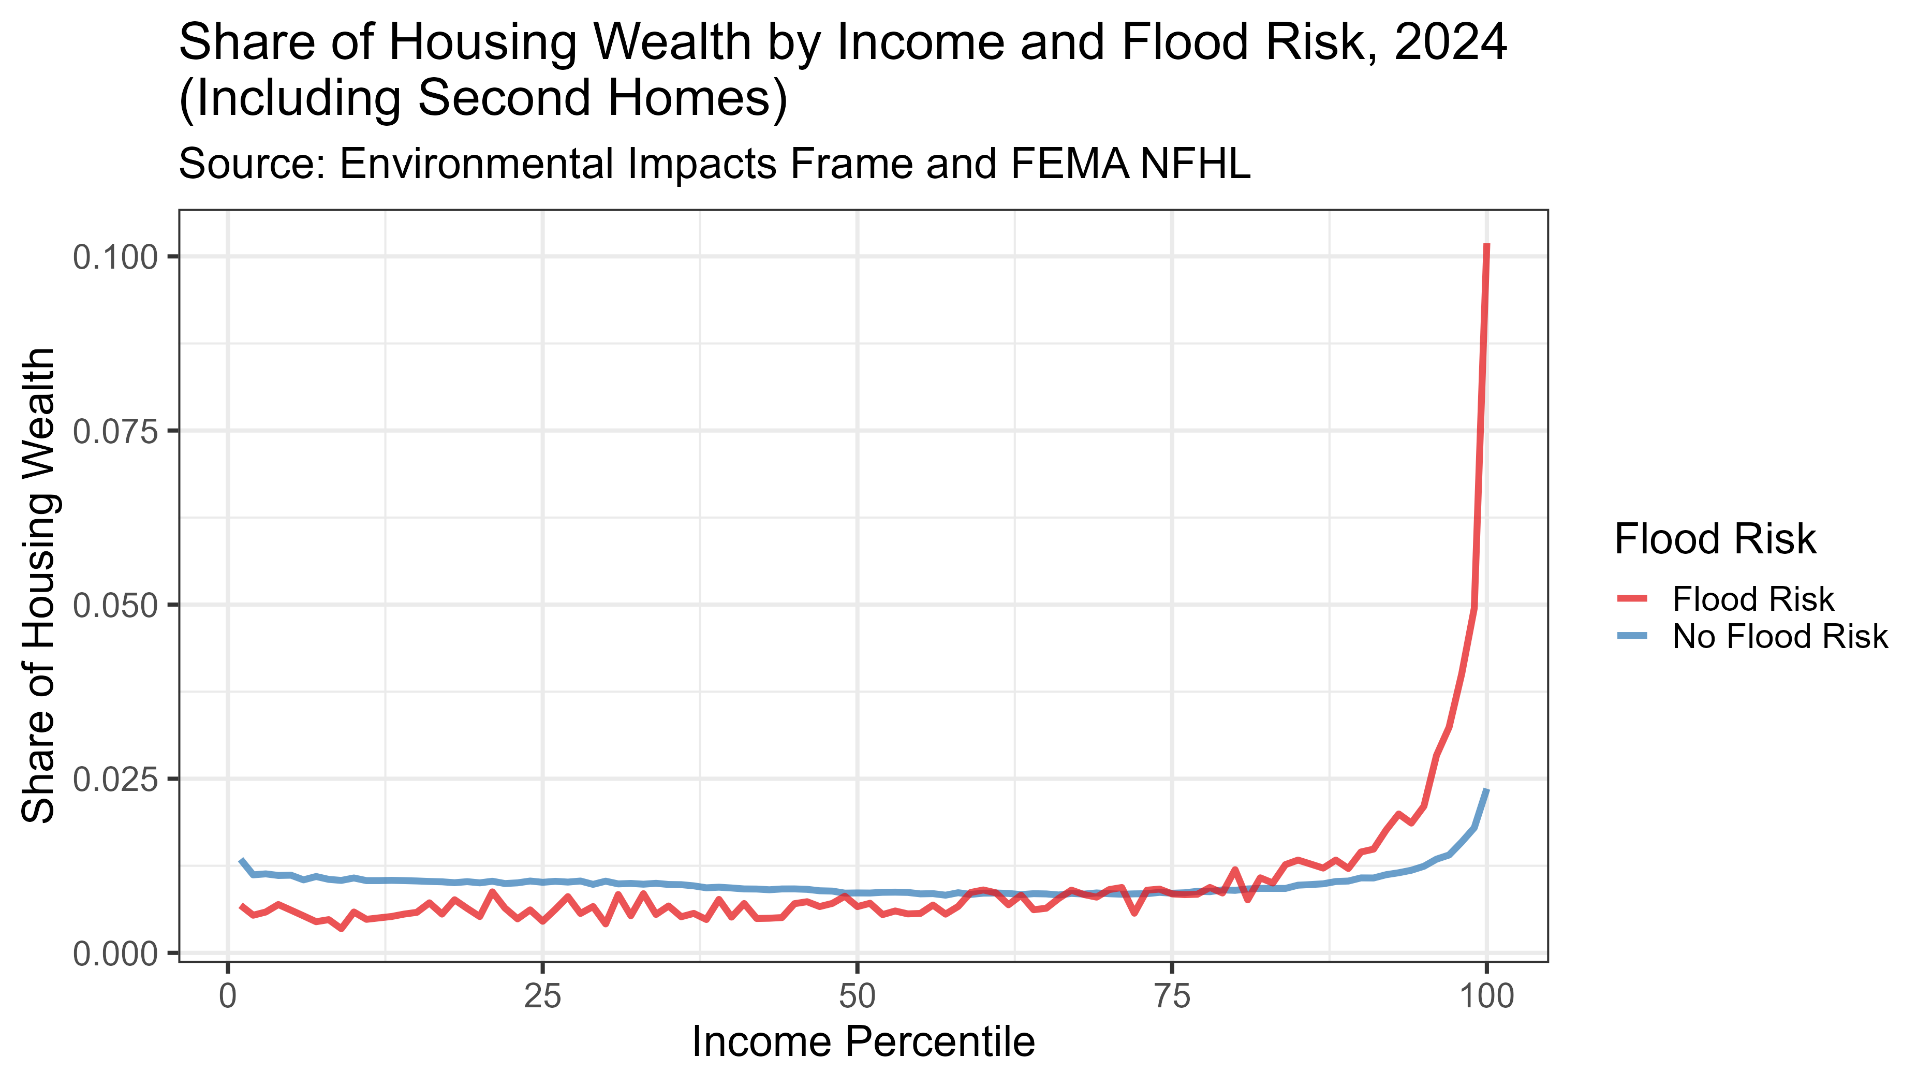 Share of Housing Wealth by Income and Flood Risk, 2024
(Including Second Homes)
Source: Environmental Impacts Frame and FEMA NFHL
Share of Housing Wealth
0.100
0.075
0.050
0.025
0.000
0 25 50 75 100
Income Percentile
Flood Risk
Flood Risk
No Flood Risk